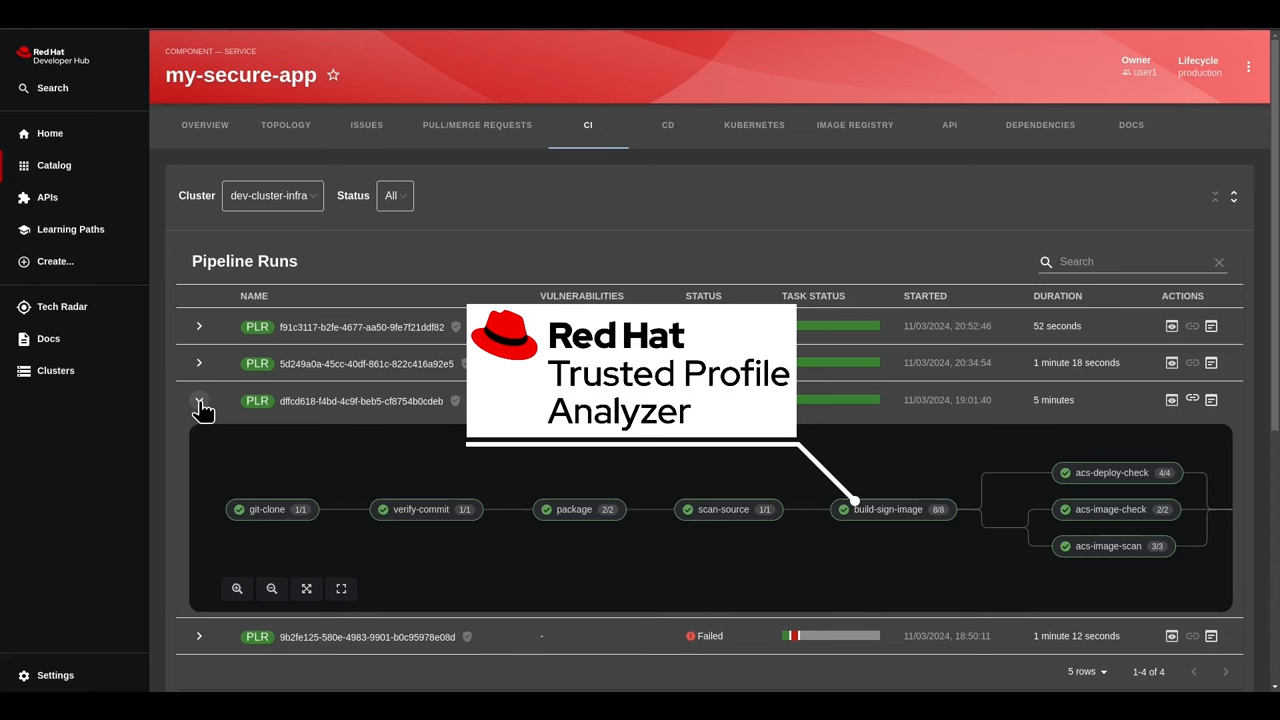 Red Hat
Developer Hub
COMPONENT — SERVICE
my-secure-app
Owner
user1
Lifecycle
production
Search
Home
Catalog
APIs
Learning Paths
Create...
Tech Radar
Docs
Clusters
Settings
OVERVIEW TOPOLOGY ISSUES PULL/MERGE REQUESTS CI CD KUBERNETES IMAGE REGISTRY API DEPENDENCIES DOCS
Cluster dev-cluster-infra Status All
Pipeline Runs
Search
NAME VULNERABILITIES STATUS TASK STATUS STARTED DURATION ACTIONS
PLR f91c3117-b2fe-4677-aa50-9fe7f21ddf82 11/03/2024, 20:52:46 52 seconds
PLR 5d249a0a-45cc-40df-861c-822c416a92e5 11/03/2024, 20:34:54 1 minute 18 seconds
PLR dffcd618-f4bd-4c9f-beb5-cf8754b0cdeb 11/03/2024, 19:01:40 5 minutes
Red Hat
Trusted Profile
Analyzer
acs-deploy-check 4/4
git-clone 1/1 verify-commit 1/1 package 2/2 scan-source 1/1 build-sign-image 8/8 acs-image-check 2/2
acs-image-scan 3/3
PLR 9b2fe125-580e-4983-9901-b0c95978e08d - Failed 11/03/2024, 18:50:11 1 minute 12 seconds
5 rows 1-4 of 4